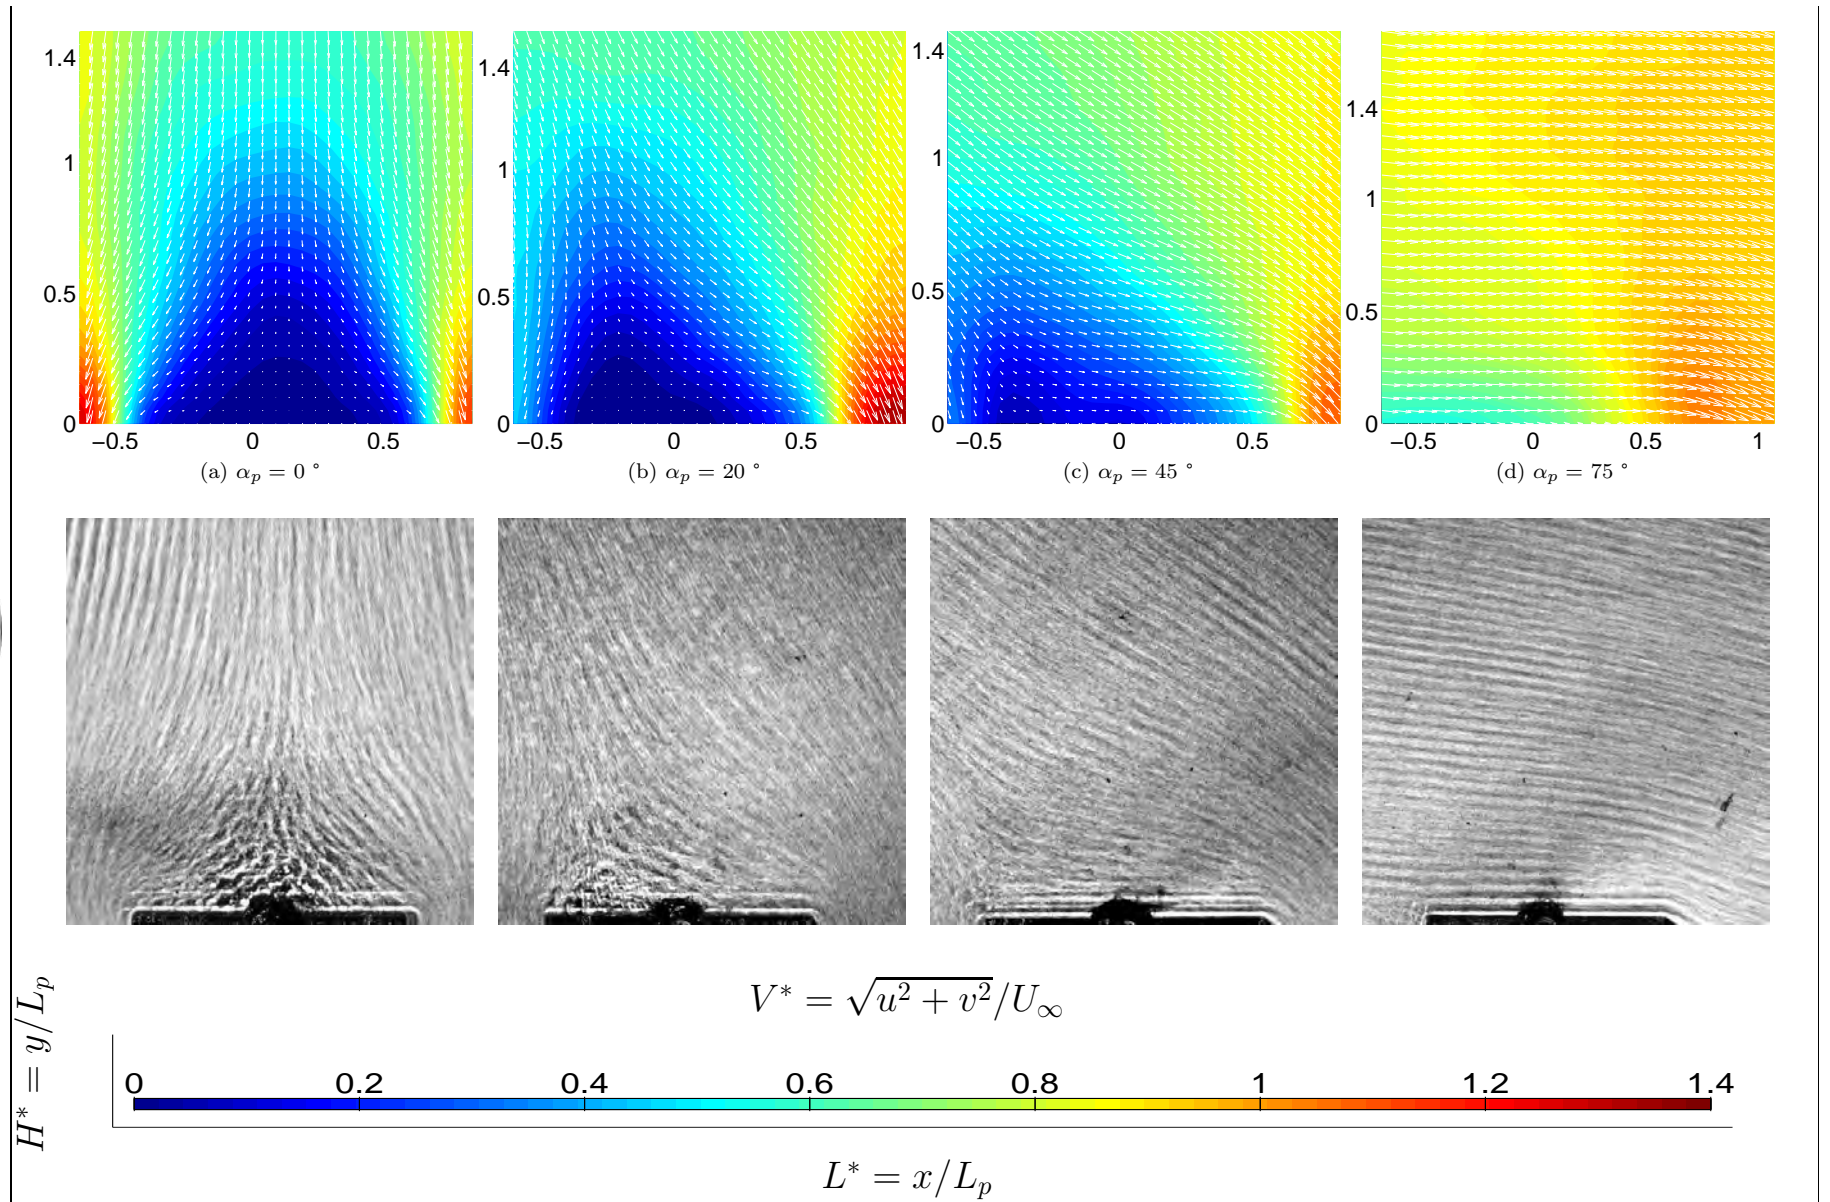 1.4 1.4 1.4 1.4
1 1 1 1
0.5 0.5 0.5 0.5
0 0 0 0
−0.5 0 0.5 −0.5 0 0.5 −0.5 0 0.5 −0.5 0 0.5 1
(a) αₚ = 0 ° (b) αₚ = 20 ° (c) αₚ = 45 ° (d) αₚ = 75 °
V* = √(u² + v²)/U∞
H* = y/Lₚ
0 0.2 0.4 0.6 0.8 1 1.2 1.4
L* = x/Lₚ